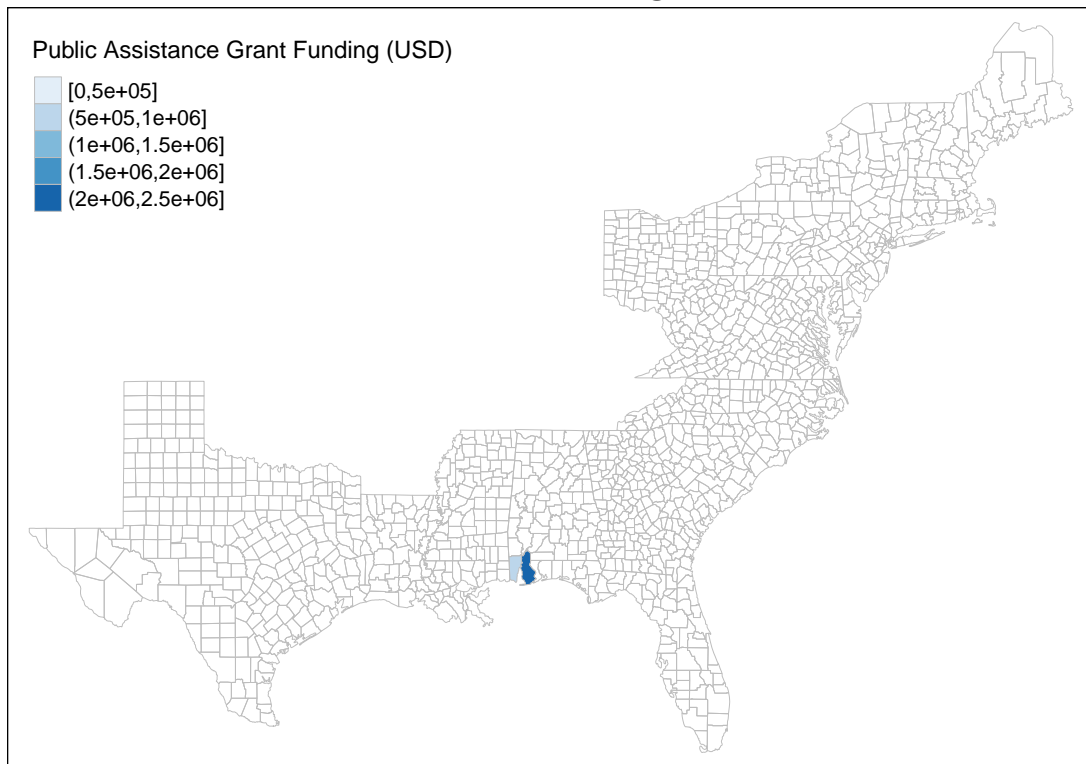 Public Assistance Grant Funding (USD)
[0,5e+05]
(5e+05,1e+06]
(1e+06,1.5e+06]
(1.5e+06,2e+06]
(2e+06,2.5e+06]